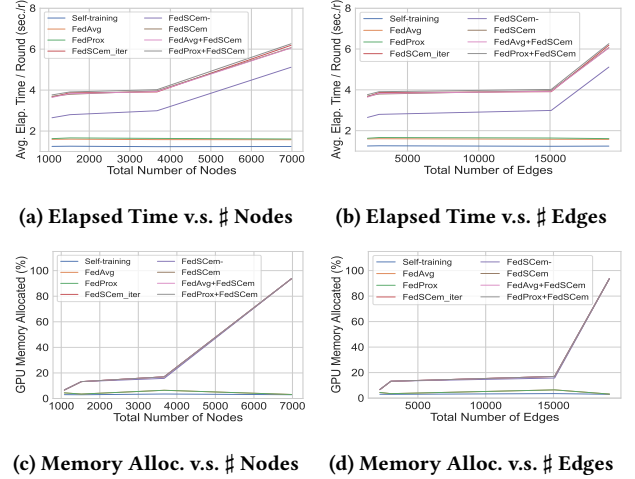 8
6
4
2
Avg. Elap. Time / Round (sec./r)
Self-training
FedAvg
FedProx
FedSCem_iter
FedSCem-
FedSCem
FedAvg+FedSCem
FedProx+FedSCem
1000 2000 3000 4000 5000 6000 7000
Total Number of Nodes
(a) Elapsed Time v.s. ♯ Nodes
8
6
4
2
Avg. Elap. Time / Round (sec./r)
Self-training
FedAvg
FedProx
FedSCem_iter
FedSCem-
FedSCem
FedAvg+FedSCem
FedProx+FedSCem
5000 10000 15000
Total Number of Edges
(b) Elapsed Time v.s. ♯ Edges
100
80
60
40
20
0
GPU Memory Allocated (%)
Self-training
FedAvg
FedProx
FedSCem_iter
FedSCem-
FedSCem
FedAvg+FedSCem
FedProx+FedSCem
1000 2000 3000 4000 5000 6000 7000
Total Number of Nodes
(c) Memory Alloc. v.s. ♯ Nodes
100
80
60
40
20
0
GPU Memory Allocated (%)
Self-training
FedAvg
FedProx
FedSCem_iter
FedSCem-
FedSCem
FedAvg+FedSCem
FedProx+FedSCem
5000 10000 15000
Total Number of Edges
(d) Memory Alloc. v.s. ♯ Edges